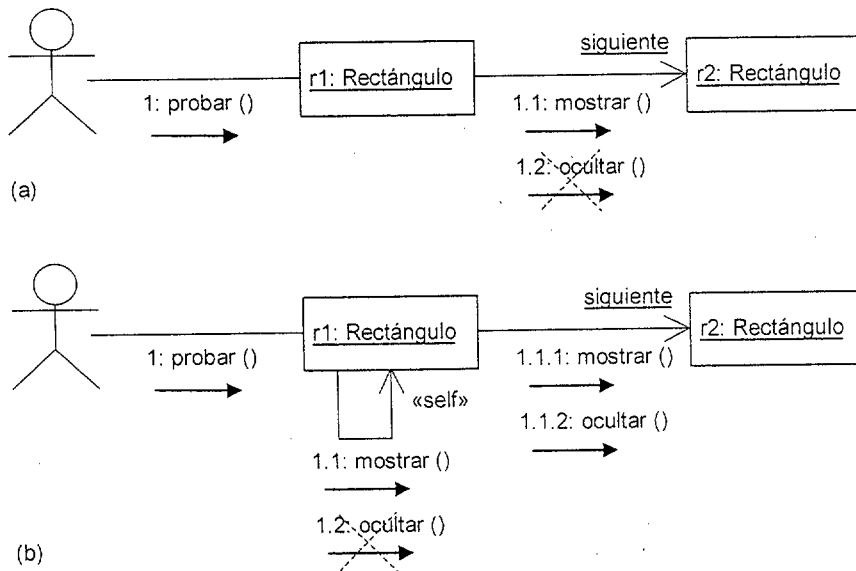 siguiente
r1: Rectángulo
r2: Rectángulo
1: probar ()
1.1: mostrar ()
1.2: ocultar ()
(a)
siguiente
r1: Rectángulo
r2: Rectángulo
1: probar ()
1.1.1: mostrar ()
«self»
1.1.2: ocultar ()
1.1: mostrar ()
1.2: ocultar ()
(b)